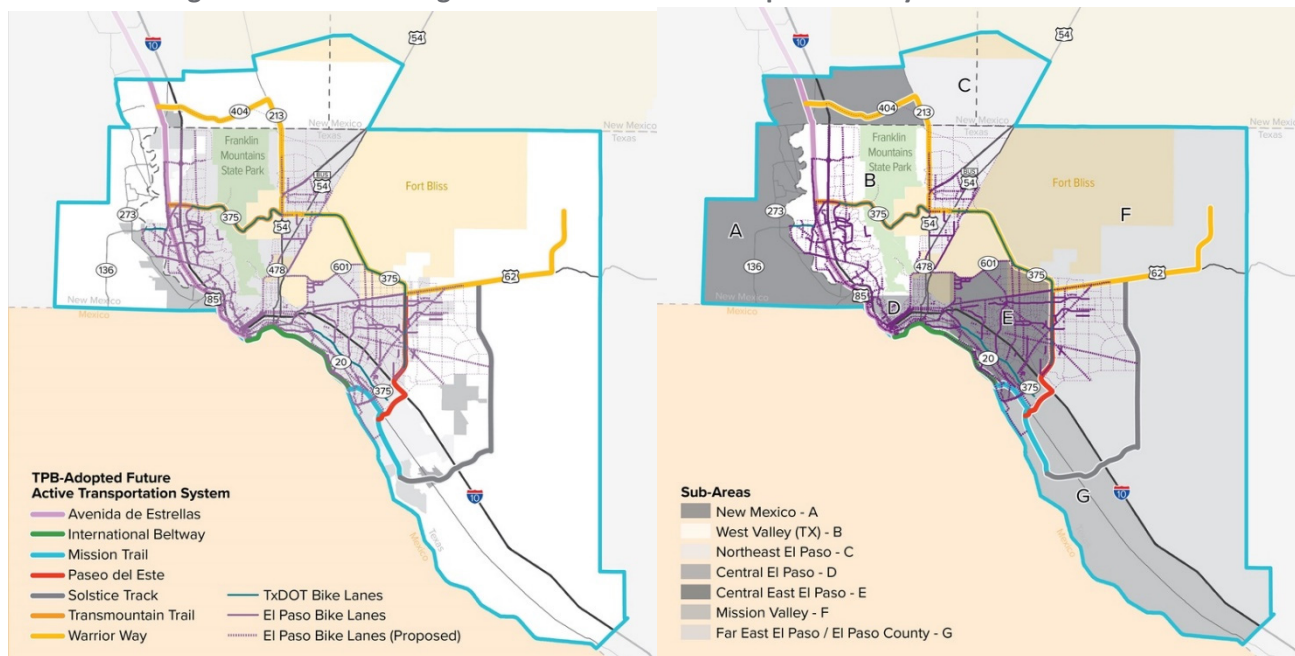 54
10
404
213
New Mexico
Texas
New Mexico
Texas
Franklin
Mountains
State Park
BUS
54
Fort Bliss
273
375
54
136
478
601
375
62
85
New Mexico
Mexico
20
375
10
Texas
Mexico
TPB-Adopted Future
Active Transportation System
Avenida de Estrellas
International Beltway
Mission Trail
Paseo del Este
Solstice Track
Transmountain Trail
Warrior Way
TxDOT Bike Lanes
El Paso Bike Lanes
El Paso Bike Lanes (Proposed)
54
10
C
404
213
New Mexico
Texas
New Mexico
Texas
Franklin
Mountains
State Park
BUS
54
Fort Bliss
B
F
273
375
54
A
136
478
601
375
62
85
D
E
New Mexico
Mexico
20
375
G
10
Texas
Mexico
Sub-Areas
New Mexico - A
West Valley (TX) - B
Northeast El Paso - C
Central El Paso - D
Central East El Paso - E
Mission Valley - F
Far East El Paso / El Paso County - G